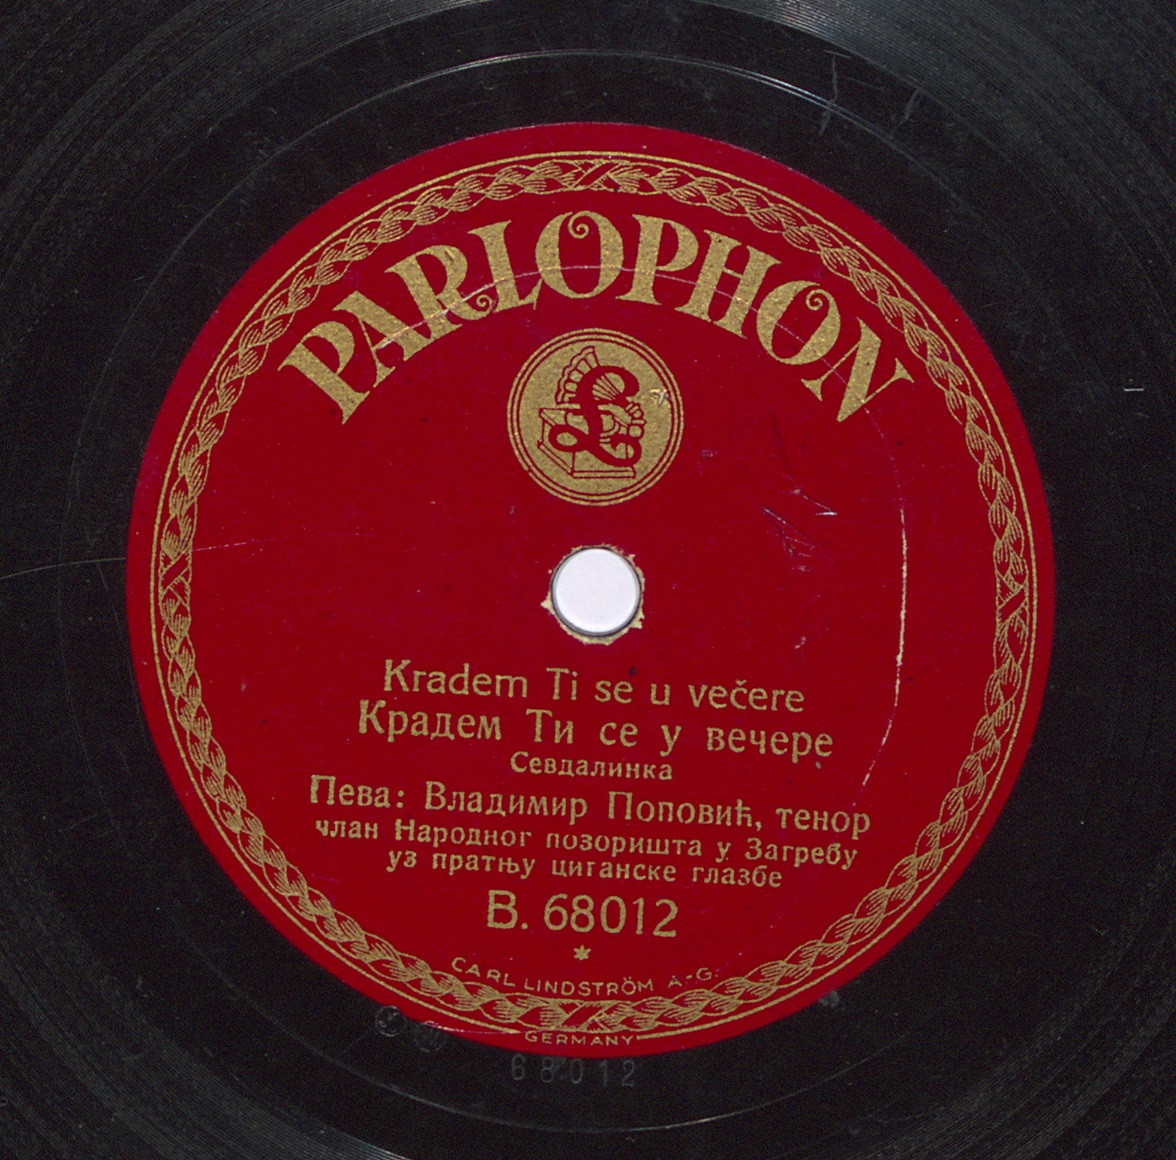 PARLOPHON
£
Kradem Ti se u večere
Крадем Ти се у вечере
Севдалинка
Пева: Владимир Поповић, тенор
члан Народног позоришта у Загребу
уз пратњу циганске глазбе
B. 68012
*
CARL LINDSTRÖM A-G.
GERMANY
68012